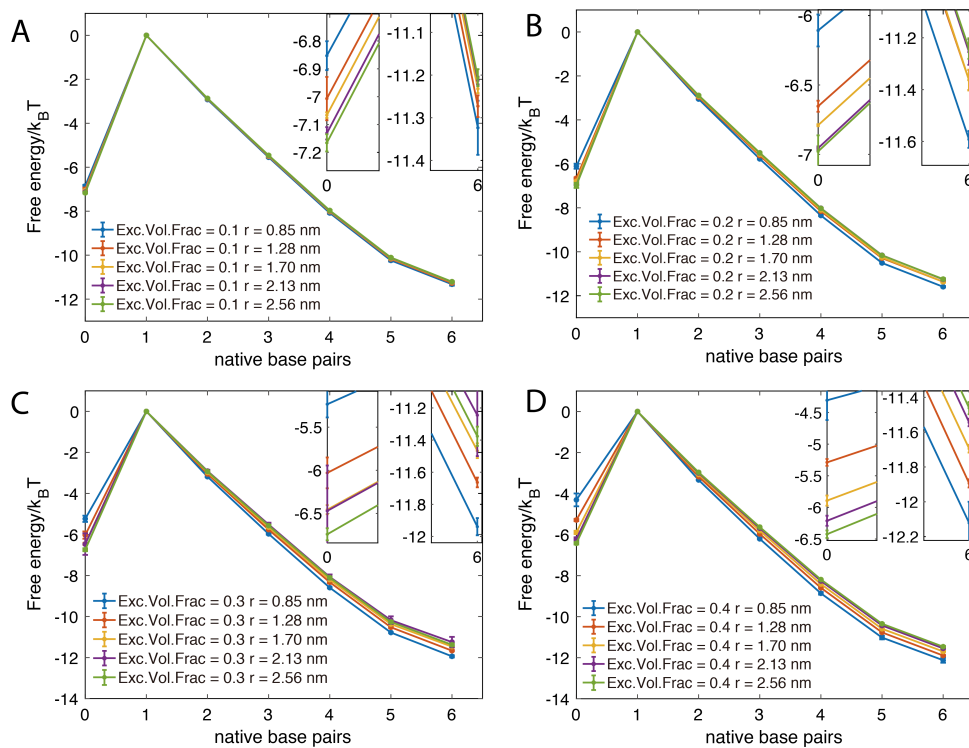 A
Free energy/k_BT
0
-2
-4
-6
-8
-10
-12
0 1 2 3 4 5 6
native base pairs
Exc.Vol.Frac = 0.1 r = 0.85 nm
Exc.Vol.Frac = 0.1 r = 1.28 nm
Exc.Vol.Frac = 0.1 r = 1.70 nm
Exc.Vol.Frac = 0.1 r = 2.13 nm
Exc.Vol.Frac = 0.1 r = 2.56 nm
-6.8
-6.9
-7
-7.1
-7.2
0
-11.1
-11.2
-11.3
-11.4
6
B
Free energy/k_BT
0
-2
-4
-6
-8
-10
-12
0 1 2 3 4 5 6
native base pairs
Exc.Vol.Frac = 0.2 r = 0.85 nm
Exc.Vol.Frac = 0.2 r = 1.28 nm
Exc.Vol.Frac = 0.2 r = 1.70 nm
Exc.Vol.Frac = 0.2 r = 2.13 nm
Exc.Vol.Frac = 0.2 r = 2.56 nm
-6
-6.5
-7
0
-11.2
-11.4
-11.6
6
C
Free energy/k_BT
0
-2
-4
-6
-8
-10
-12
-14
0 1 2 3 4 5 6
native base pairs
Exc.Vol.Frac = 0.3 r = 0.85 nm
Exc.Vol.Frac = 0.3 r = 1.28 nm
Exc.Vol.Frac = 0.3 r = 1.70 nm
Exc.Vol.Frac = 0.3 r = 2.13 nm
Exc.Vol.Frac = 0.3 r = 2.56 nm
-5.5
-6
-6.5
0
-11.2
-11.4
-11.6
-11.8
-12
6
D
Free energy/k_BT
0
-2
-4
-6
-8
-10
-12
-14
0 1 2 3 4 5 6
native base pairs
Exc.Vol.Frac = 0.4 r = 0.85 nm
Exc.Vol.Frac = 0.4 r = 1.28 nm
Exc.Vol.Frac = 0.4 r = 1.70 nm
Exc.Vol.Frac = 0.4 r = 2.13 nm
Exc.Vol.Frac = 0.4 r = 2.56 nm
-4.5
-5
-5.5
-6
-6.5
0
-11.4
-11.6
-11.8
-12
-12.2
6